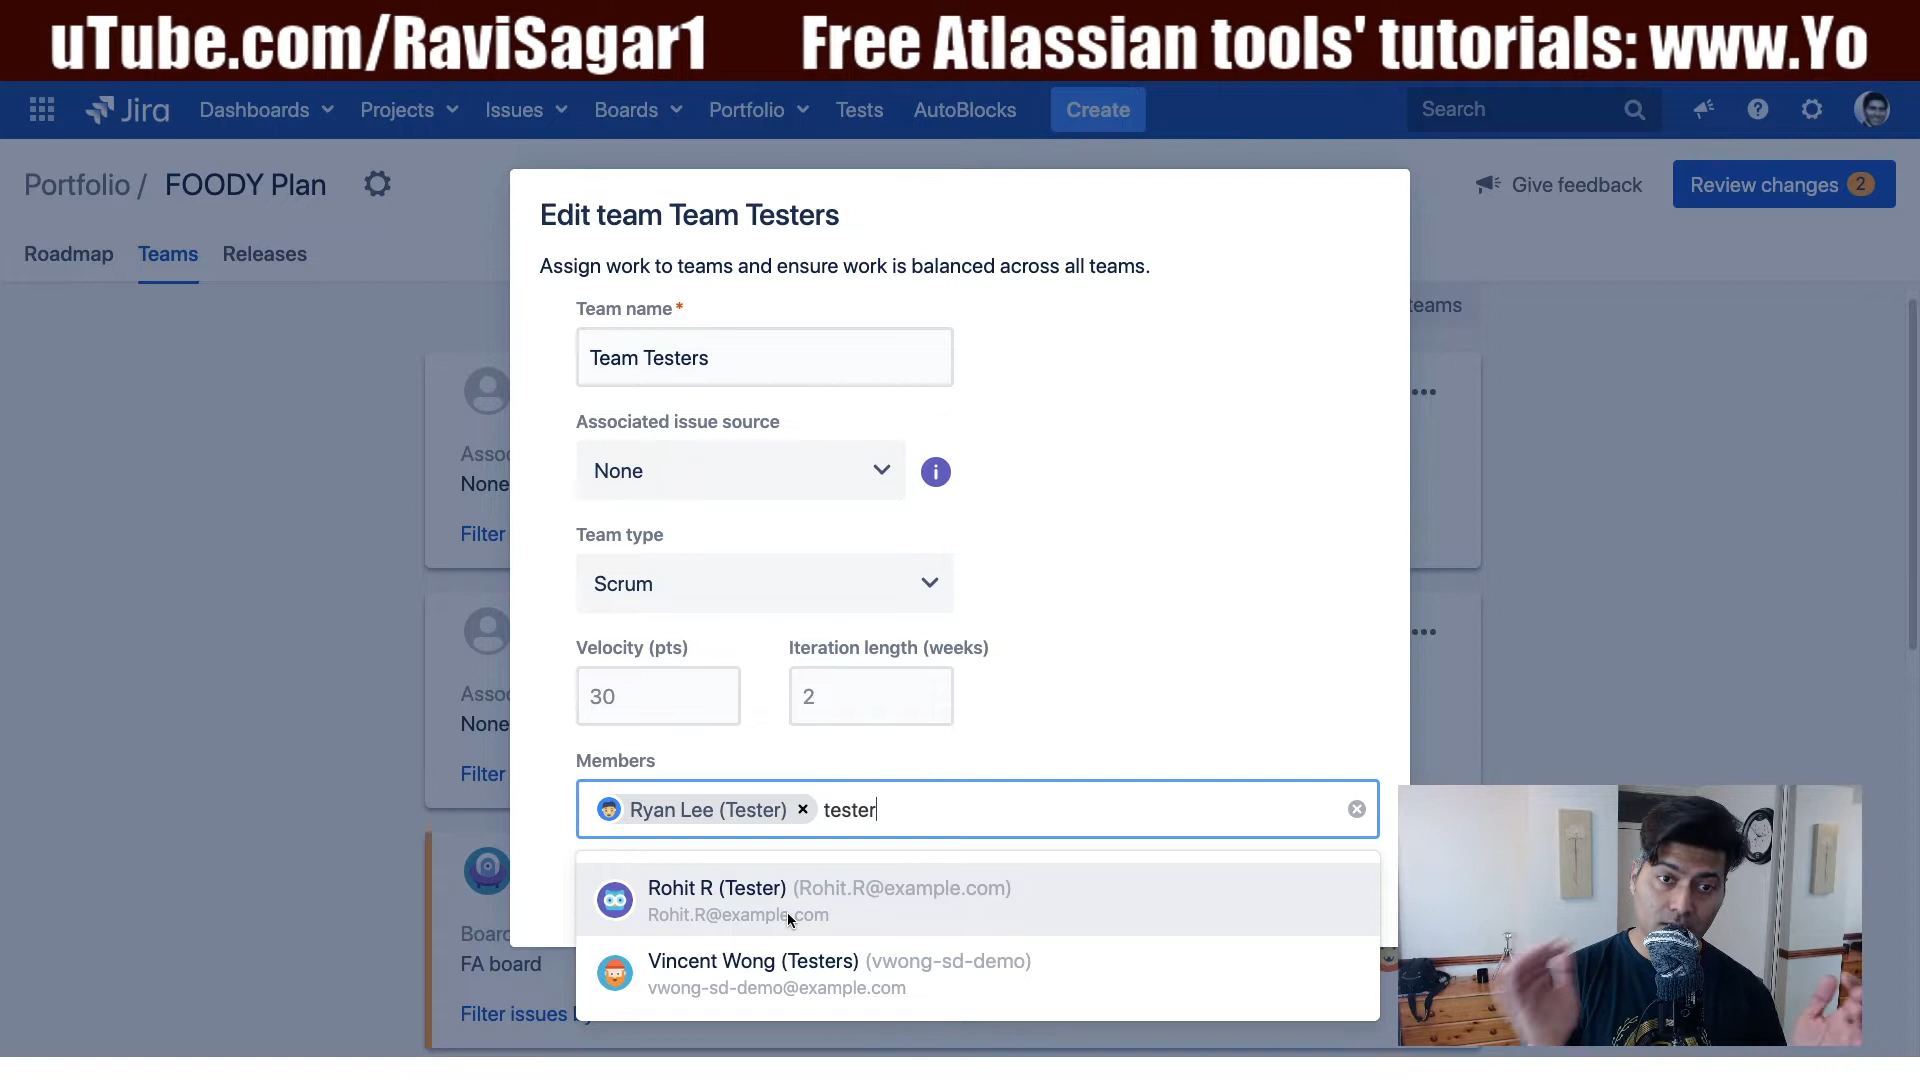 uTube.com/RaviSagar1 Free Atlassian tools' tutorials: www.Yo
Jira Dashboards Projects Issues Boards Portfolio Tests AutoBlocks Create Search
Portfolio / FOODY Plan
Give feedback
Review changes 2
Roadmap Teams Releases
teams
Edit team Team Testers
Assign work to teams and ensure work is balanced across all teams.
Team name*
Team Testers
Associated issue source
None
Team type
Scrum
Velocity (pts) Iteration length (weeks)
30 2
Members
Ryan Lee (Tester) × tester
Rohit R (Tester) (Rohit.R@example.com)
Rohit.R@example.com
Vincent Wong (Testers) (vwong-sd-demo)
vwong-sd-demo@example.com
Asso
None
Filter
Asso
None
Filter
Board
FA board
Filter issues